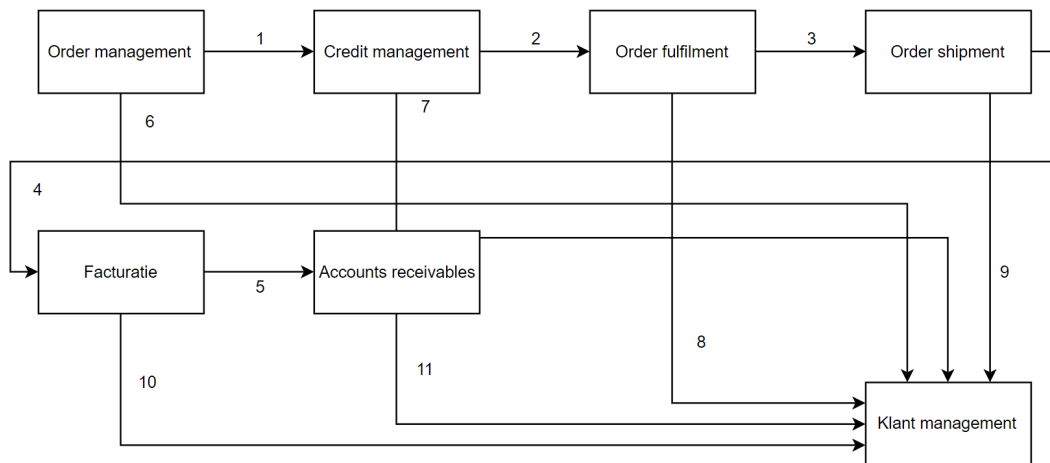 Order management
1
Credit management
2
Order fulfilment
3
Order shipment
6
7
4
Facturatie
5
Accounts receivables
9
8
10
11
Klant management